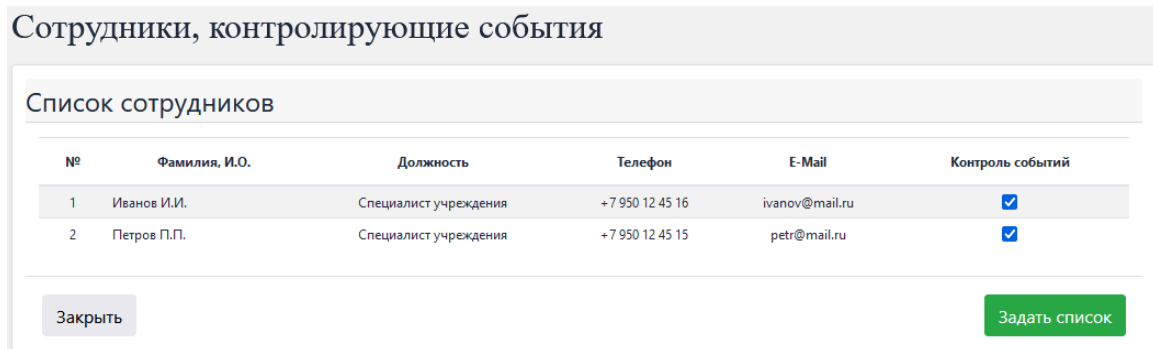 Сотрудники, контролирующие события
Список сотрудников
№ Фамилия, И.О. Должность Телефон E-Mail Контроль событий
1 Иванов И.И. Специалист учреждения +7 950 12 45 16 ivanov@mail.ru
2 Петров П.П. Специалист учреждения +7 950 12 45 15 petr@mail.ru
Закрыть Задать список